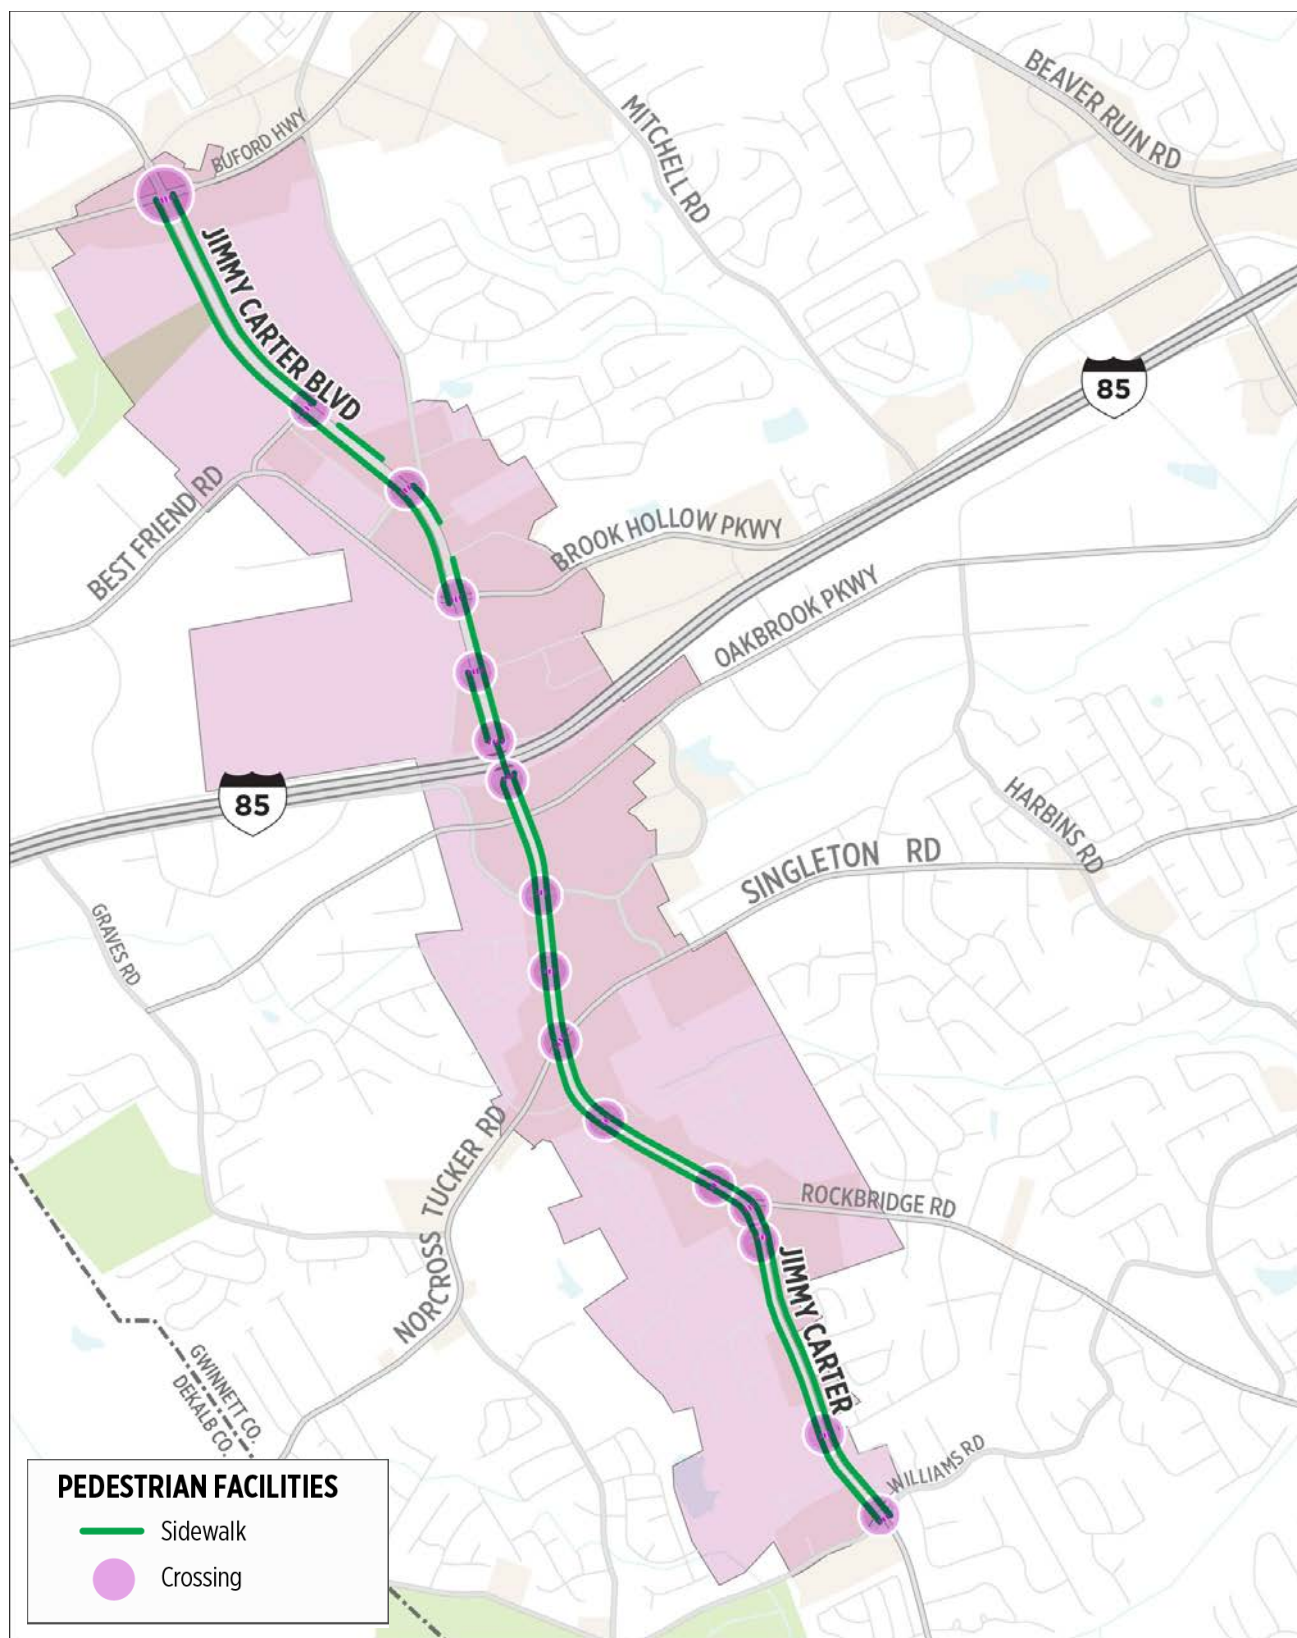 BEAVER RUIN RD
MITCHELL RD
BUFORD HWY
JIMMY CARTER BLVD
85
BEST FRIEND RD
BROOK HOLLOW PKWY
OAKBROOK PKWY
85
HARBINS RD
SINGLETON RD
GRAVES RD
NORCROSS TUCKER RD
ROCKBRIDGE RD
JIMMY CARTER
GWINNETT CO.
DEKALB CO.
WILLIAMS RD
PEDESTRIAN FACILITIES
Sidewalk
Crossing